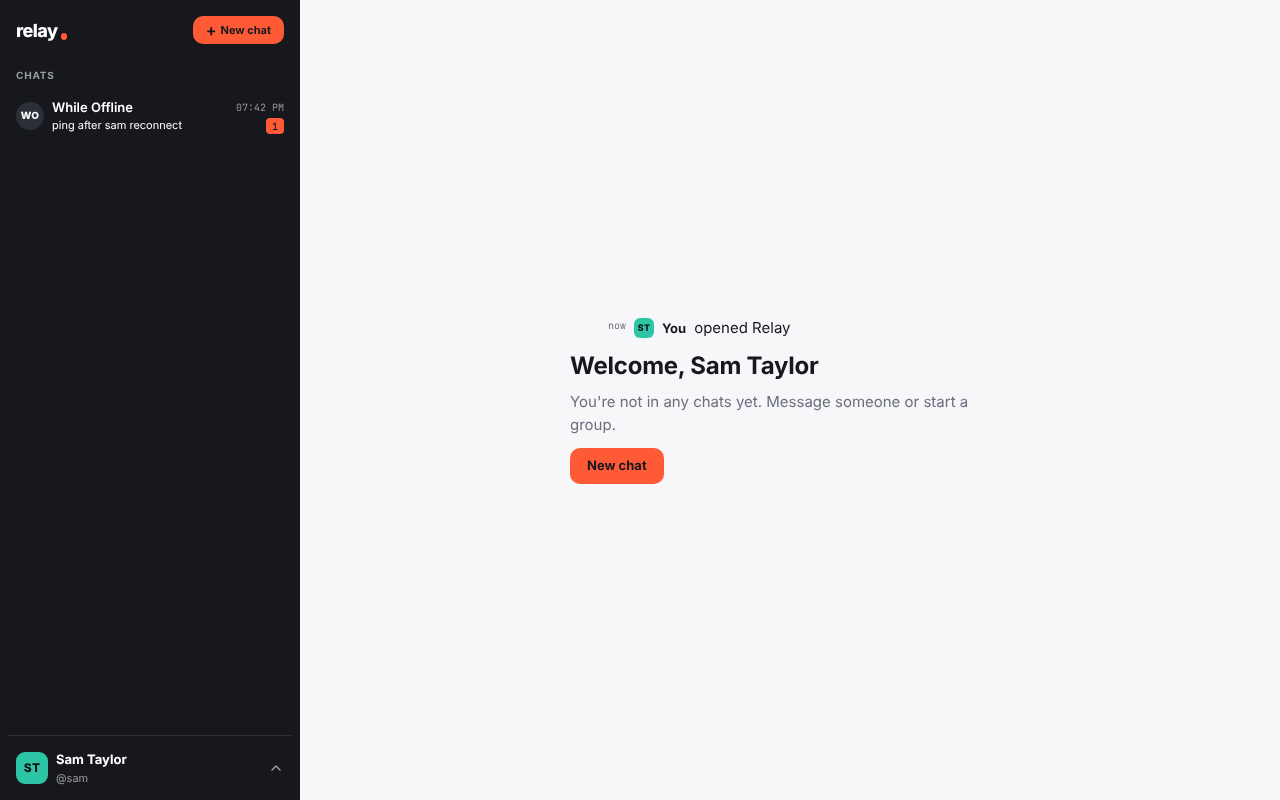 relay.
+ New chat
CHATS
WO While Offline 07:42 PM
ping after sam reconnect 1
now ST You opened Relay
Welcome, Sam Taylor
You're not in any chats yet. Message someone or start a
group.
New chat
ST Sam Taylor
@sam